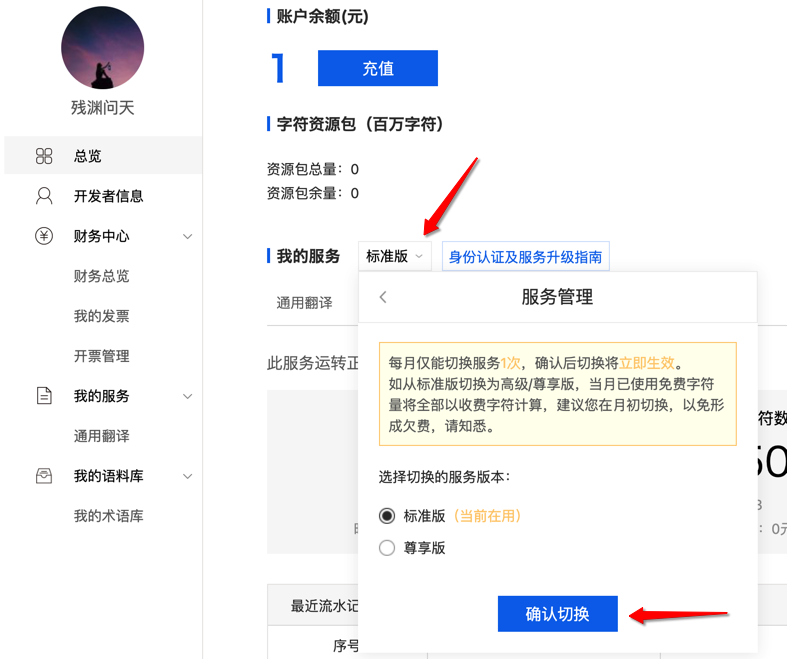 残渊问天
总览
开发者信息
财务中心
财务总览
我的发票
开票管理
我的服务
通用翻译
我的语料库
我的术语库
账户余额(元)
1
充值
字符资源包（百万字符）
资源包总量：0
资源包余量：0
我的服务
标准版
身份认证及服务升级指南
通用翻译
此服务运转正
服务管理
每月仅能切换服务1次，确认后切换将立即生效。
如从标准版切换为高级/尊享版，当月已使用免费字符
量将全部以收费字符计算，建议您在月初切换，以免形
成欠费，请知悉。
选择切换的服务版本：
标准版（当前在用）
尊享版
确认切换
符数
0
：0元
最近流水记
序号